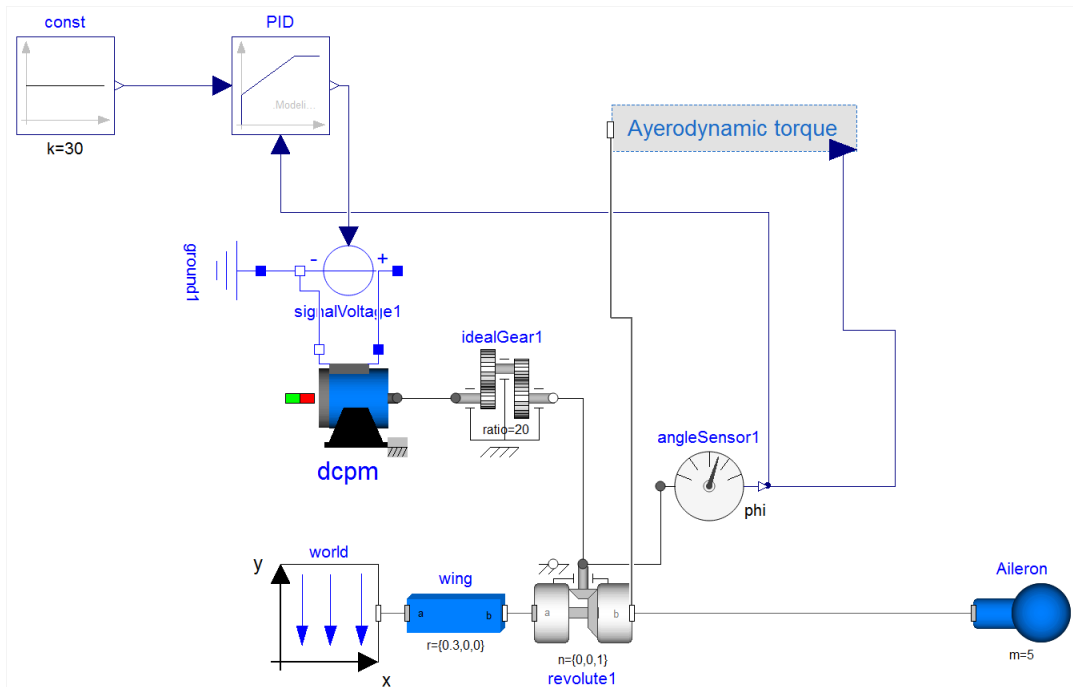 const
PID
.Modeli...
k=30
Ayerodynamic torque
ground1
- +
signalVoltage1
idealGear1
ratio=20
angleSensor1
dcpm
phi
world
y
wing
a b
r={0.3,0,0}
x
a b
n={0,0,1}
revolute1
Aileron
m=5